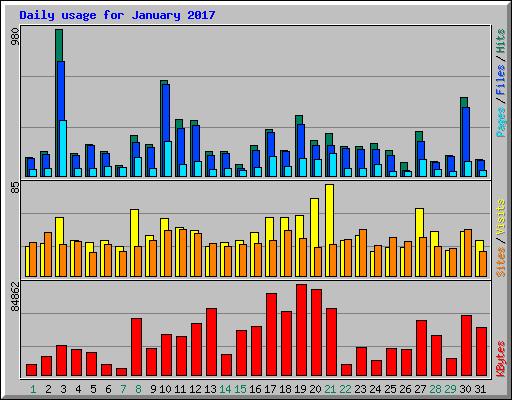 Daily usage for January 2017
980
Pages / Files / Hits
85
Sites / Visits
84862
KBytes
1 2 3 4 5 6 7 8 9 10 11 12 13 14 15 16 17 18 19 20 21 22 23 24 25 26 27 28 29 30 31